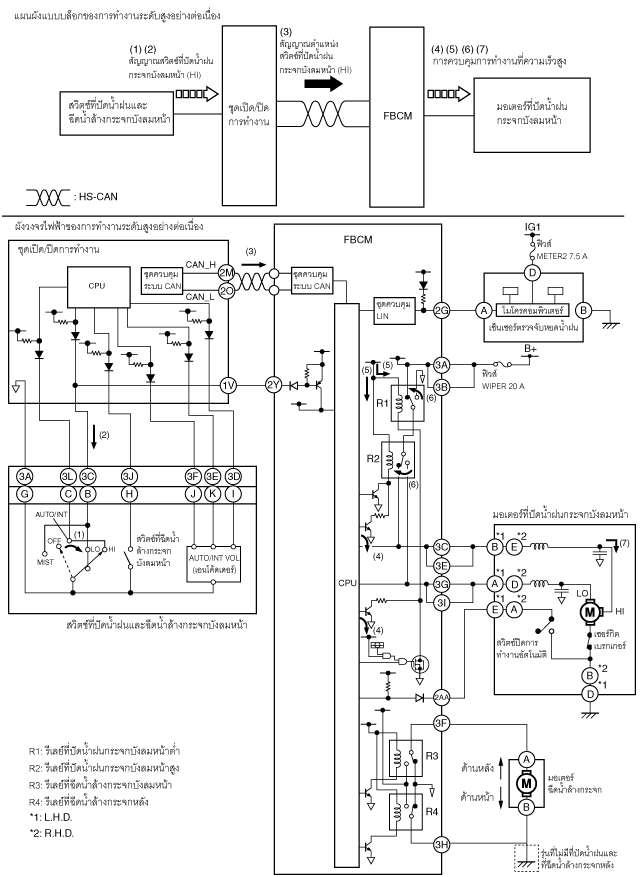 แผนผังแบบบล็อกของการทำงานระดับสูงอย่างต่อเนื่อง
(1) (2)
สัญญาณสวิตช์ที่ปัดน้ำฝน
กระจกบังลมหน้า (HI)
(3)
สัญญาณตำแหน่ง
สวิตช์ที่ปัดน้ำฝน
กระจกบังลมหน้า (HI)
(4) (5) (6) (7)
การควบคุมการทำงานที่ความเร็วสูง
สวิตช์ที่ปัดน้ำฝนและ
ฉีดน้ำล้างกระจกบังลมหน้า
ชุดเปิด/ปิด
การทำงาน
FBCM
มอเตอร์ที่ปัดน้ำฝน
กระจกบังลมหน้า
: HS-CAN
ผังวงจรไฟฟ้าของการทำงานระดับสูงอย่างต่อเนื่อง
ชุดเปิด/ปิดการทำงาน
CPU
ชุดควบคุม
ระบบ CAN
CAN_H
CAN_L
2M
2O
(3)
FBCM
ชุดควบคุม
ระบบ CAN
ชุดควบคุม
LIN
2G
IG1
ฟิวส์
METER2 7.5 A
D
A
B
ไมโครคอมพิวเตอร์
เซ็นเซอร์ตรวจจับหยดน้ำฝน
1V
2Y
(5)
(5)
3A
3B
B+
ฟิวส์
WIPER 20 A
R1
(6)
R2
(6)
(2)
3A
3L
3C
3J
3F
3E
3D
G
C
B
H
J
K
I
AUTO/INT
(1)
OFF
LO
HI
MIST
สวิตช์ฉีดน้ำ
ล้างกระจก
บังลมหน้า
AUTO/INT VOL
(เอนโค้ดเดอร์)
สวิตช์ที่ปัดน้ำฝนและฉีดน้ำล้างกระจกบังลมหน้า
CPU
(4)
(4)
3C
3E
3G
3I
2AA
3F
3H
มอเตอร์ที่ปัดน้ำฝนกระจกบังลมหน้า
*1 *2
B E
(7)
*1 *2
A D
*1 *2
E A
LO
M
HI
สวิตช์ปิดการ
ทำงานอัตโนมัติ
เซอร์กิต
เบรกเกอร์
*2
B
*1
D
R3
R4
ด้านหลัง
ด้านหน้า
A
M
B
มอเตอร์
ฉีดน้ำล้างกระจก
รุ่นที่ไม่มีที่ปัดน้ำฝนและ
ที่ฉีดน้ำล้างกระจกหลัง
R1: รีเลย์ที่ปัดน้ำฝนกระจกบังลมหน้าต่ำ
R2: รีเลย์ที่ปัดน้ำฝนกระจกบังลมหน้าสูง
R3: รีเลย์ที่ฉีดน้ำล้างกระจกบังลมหน้า
R4: รีเลย์ที่ฉีดน้ำล้างกระจกหลัง
*1: L.H.D.
*2: R.H.D.